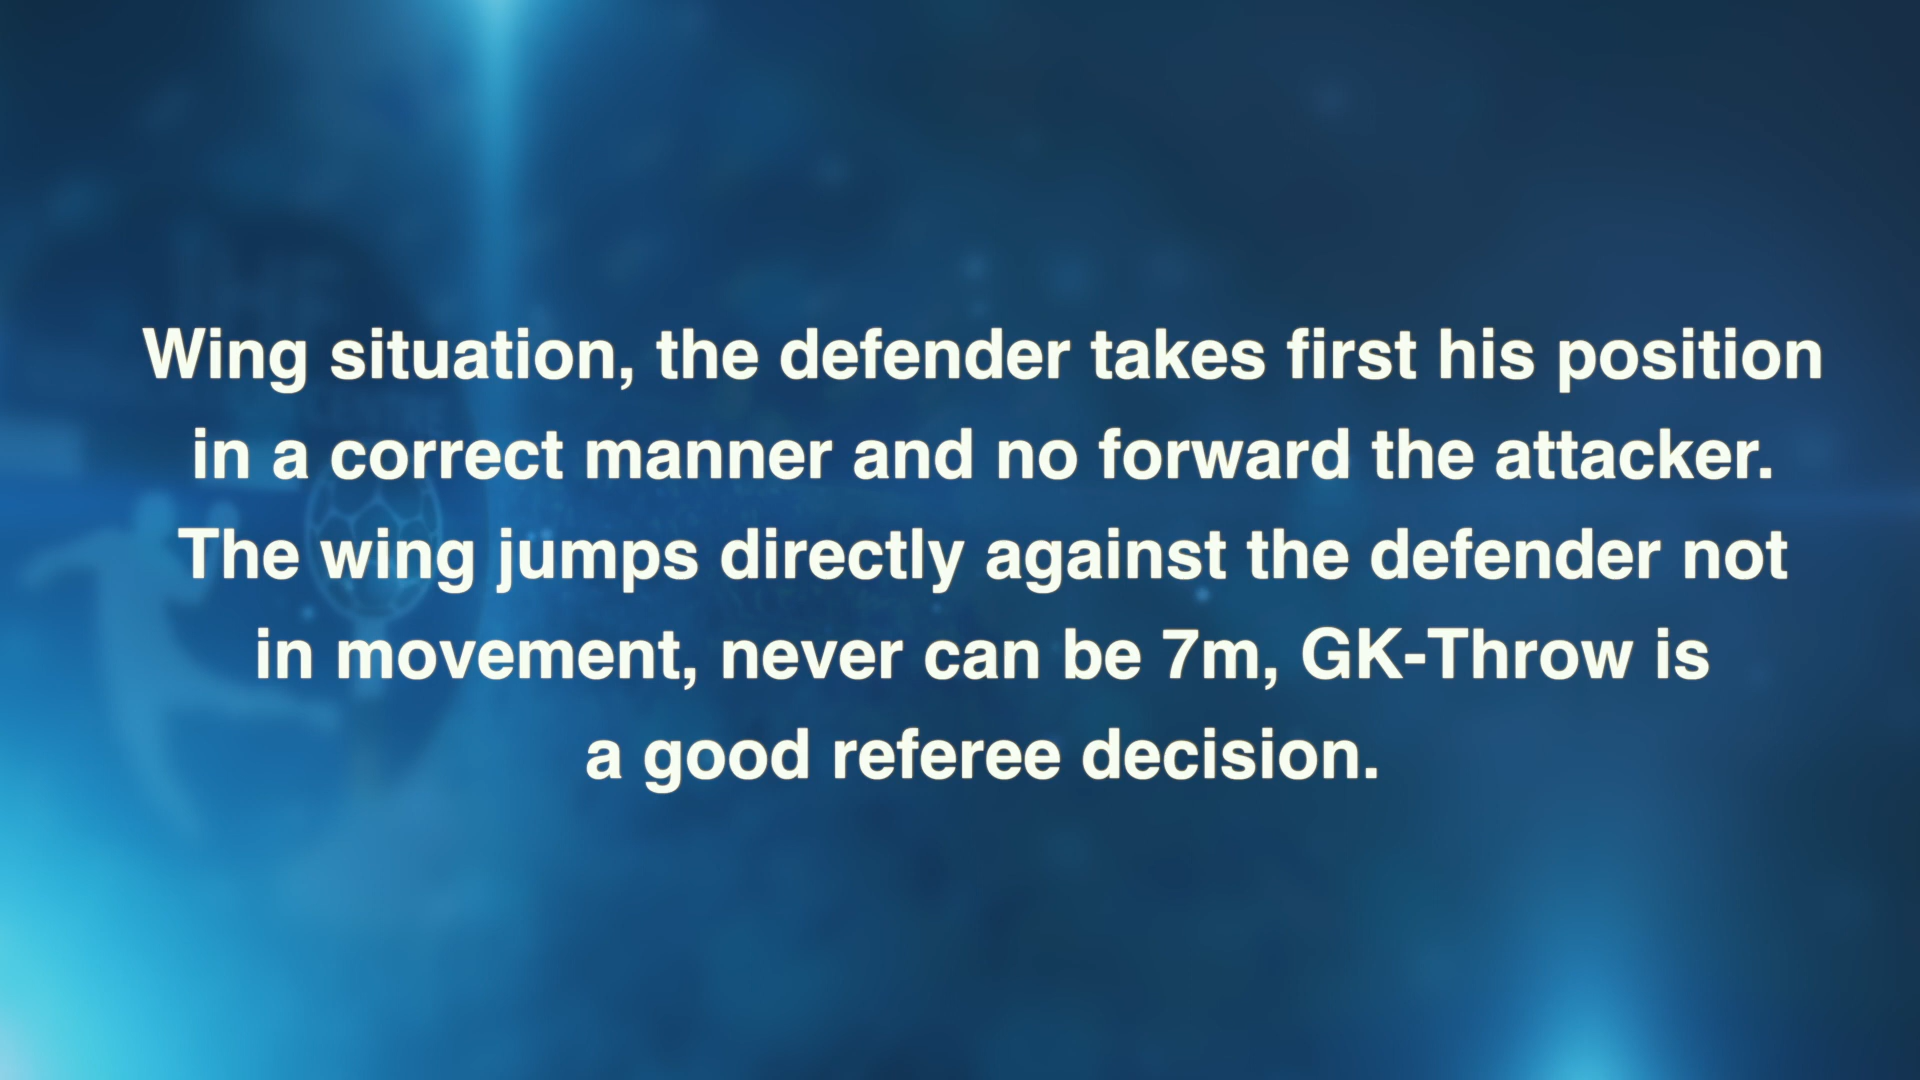 Wing situation, the defender takes first his position
in a correct manner and no forward the attacker.
The wing jumps directly against the defender not
in movement, never can be 7m, GK-Throw is
a good referee decision.